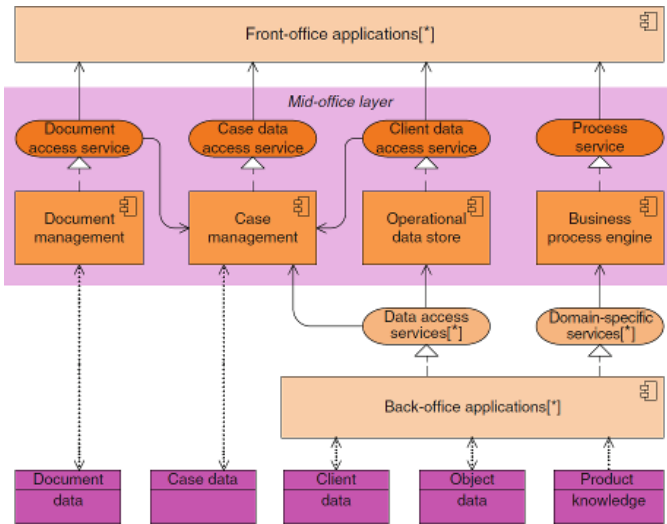 Front-office applications[*]
Mid-office layer
Document
access service
Case data
access service
Client data
access service
Process
service
Document
management
Case
management
Operational
data store
Business
process engine
Data access
services[*]
Domain-specific
services[*]
Back-office applications[*]
Document
data
Case data
Client
data
Object
data
Product
knowledge